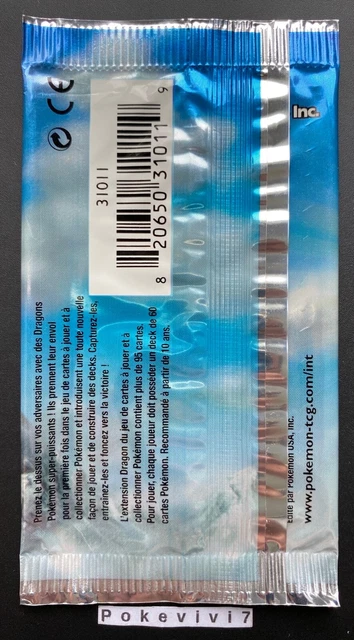 Prenez le dessus sur vos adversaires avec des Dragons
Pokémon super-puissants ! Ils prennent leur envol
pour la première fois dans le jeu de cartes à jouer et à
collectionner Pokémon et introduisent une toute nouvelle
façon de jouer et de construire des decks. Capturez-les,
entraînez-les et foncez vers la victoire !
L'extension Dragon du jeu de cartes à jouer et à
collectionner Pokémon contient plus de 95 cartes.
Pour jouer, chaque joueur doit posséder un deck de 60
cartes Pokémon. Recommandé à partir de 10 ans.
CE
31011
8 20650 31011 9
Inc.
Édité par Pokémon USA, Inc.
www.pokemon-tcg.com/int
Pokevivi7